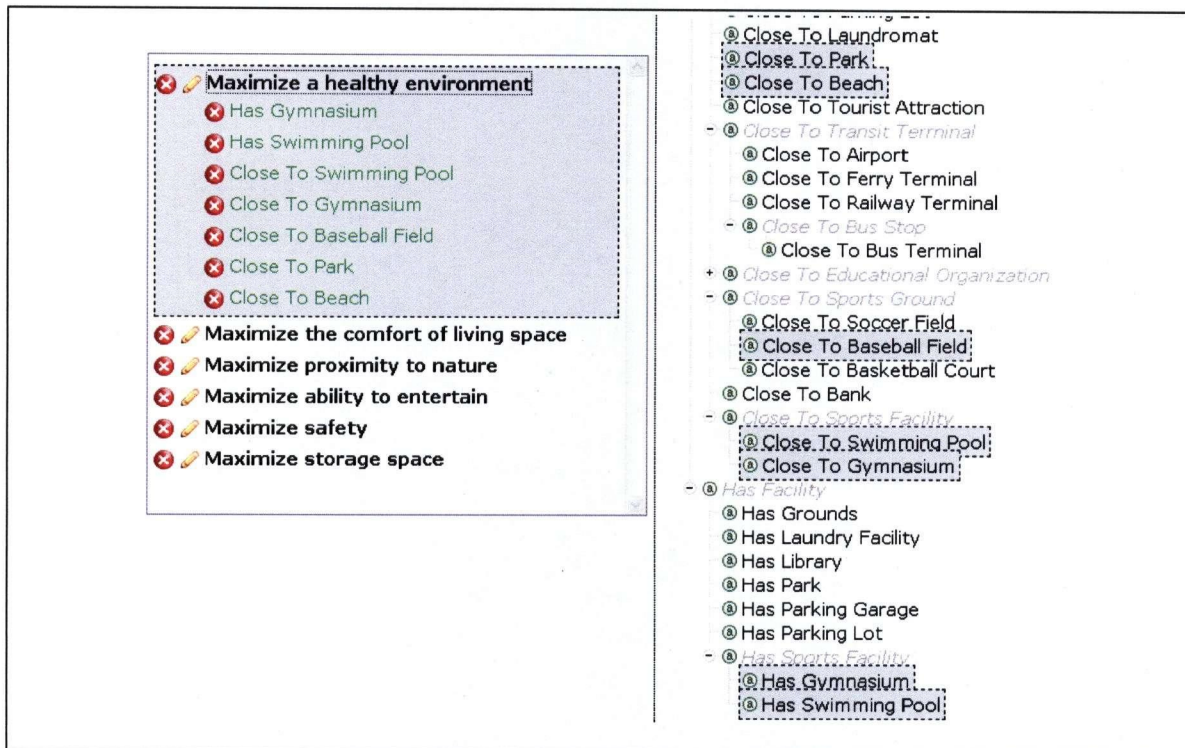 Maximize a healthy environment
Has Gymnasium
Has Swimming Pool
Close To Swimming Pool
Close To Gymnasium
Close To Baseball Field
Close To Park
Close To Beach
Maximize the comfort of living space
Maximize proximity to nature
Maximize ability to entertain
Maximize safety
Maximize storage space
Close To Laundromat
Close To Park
Close To Beach
Close To Tourist Attraction
Close To Transit Terminal
Close To Airport
Close To Ferry Terminal
Close To Railway Terminal
Close To Bus Stop
Close To Bus Terminal
Close To Educational Organization
Close To Sports Ground
Close To Soccer Field
Close To Baseball Field
Close To Basketball Court
Close To Bank
Close To Sports Facility
Close To Swimming Pool
Close To Gymnasium
Has Facility
Has Grounds
Has Laundry Facility
Has Library
Has Park
Has Parking Garage
Has Parking Lot
Has Sports Facility
Has Gymnasium
Has Swimming Pool